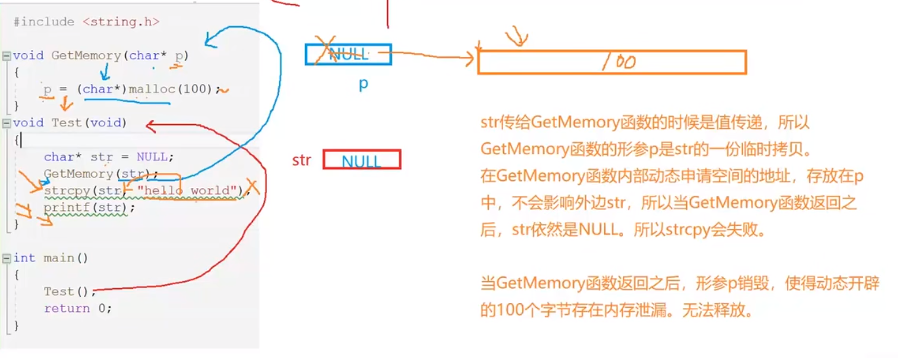 #include <string.h>
void GetMemory(char* p)
{
p = (char*)malloc(100);
}
void Test(void)
{
char* str = NULL;
GetMemory(str);
strcpy(str, "hello world");
printf(str);
}
int main()
{
Test();
return 0;
}
NULL
p
100
str
NULL
str传给GetMemory函数的时候是值传递，所以
GetMemory函数的形参p是str的一份临时拷贝。
在GetMemory函数内部动态申请空间的地址，存放在p
中，不会影响外边str，所以当GetMemory函数返回之
后，str依然是NULL。所以strcpy会失败。
当GetMemory函数返回之后，形参p销毁，使得动态开辟
的100个字节存在内存泄漏。无法释放。